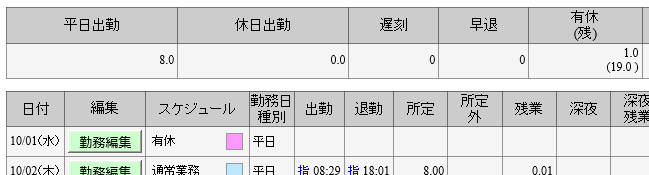 平日出勤 休日出勤 遅刻 早退 有休
(残)
8.0 0.0 0 0 1.0
(19.0 )
日付 編集 スケジュール 勤務日
種別 出勤 退勤 所定 所定
外 残業 深夜 深夜
残業
10/01(水) 勤務編集 有休 平日
10/02(木) 勤務編集 通常業務 平日 指 08:29 指 18:01 8.00 0.01